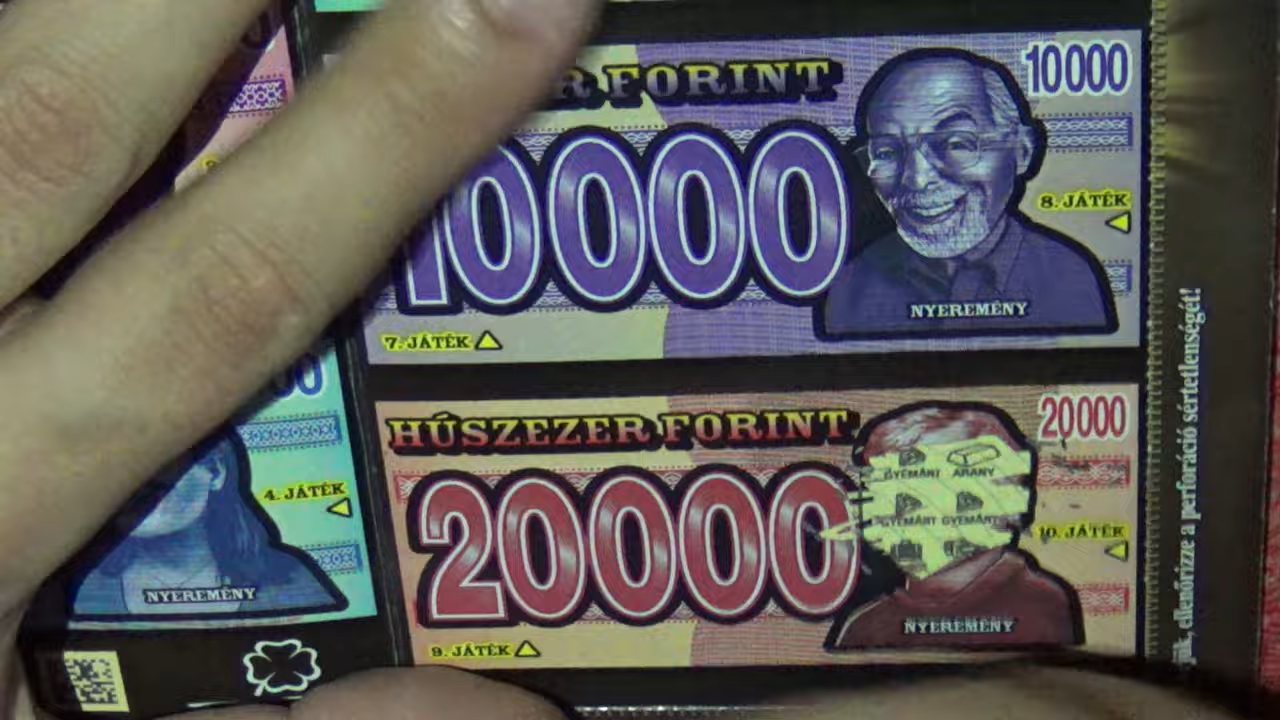 R FORINT
10000
10000
8. JÁTÉK
NYEREMÉNY
7. JÁTÉK
HÚSZEZER FORINT
20000
20000
GYÉMÁNT ARANY
GYÉMÁNT GYÉMÁNT
10. JÁTÉK
NYEREMÉNY
9. JÁTÉK
4. JÁTÉK
NYEREMÉNY
ellenőrizze a perforáció sértetlenségét!